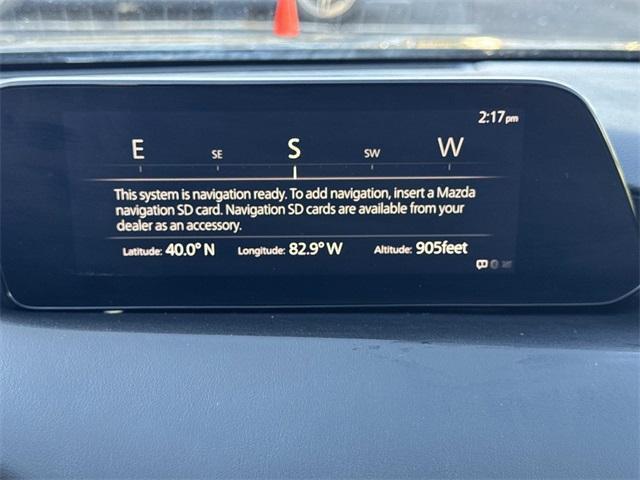 2:17pm
E SE S SW W
This system is navigation ready. To add navigation, insert a Mazda
navigation SD card. Navigation SD cards are available from your
dealer as an accessory.
Latitude: 40.0° N Longitude: 82.9° W Altitude: 905feet